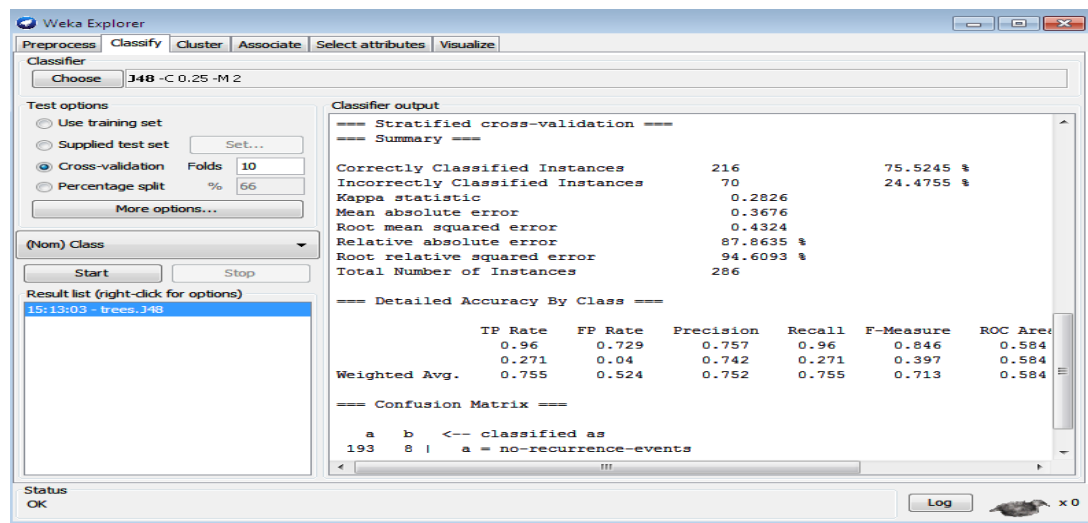 Weka Explorer
Preprocess Classify Cluster Associate Select attributes Visualize
Classifier
Choose J48 -C 0.25 -M 2
Test options
Use training set
Supplied test set Set...
Cross-validation Folds 10
Percentage split % 66
More options...
(Nom) Class
Start Stop
Result list (right-click for options)
15:13:03 - trees.J48
Classifier output
=== Stratified cross-validation ===
=== Summary ===
Correctly Classified Instances 216 75.5245 %
Incorrectly Classified Instances 70 24.4755 %
Kappa statistic 0.2826
Mean absolute error 0.3676
Root mean squared error 0.4324
Relative absolute error 87.8635 %
Root relative squared error 94.6093 %
Total Number of Instances 286
=== Detailed Accuracy By Class ===
TP Rate FP Rate Precision Recall F-Measure ROC Area
0.96 0.729 0.757 0.96 0.846 0.584
0.271 0.04 0.742 0.271 0.397 0.584
Weighted Avg. 0.755 0.524 0.752 0.755 0.713 0.584
=== Confusion Matrix ===
a b <-- classified as
193 8 | a = no-recurrence-events
Status
OK
Log
x 0